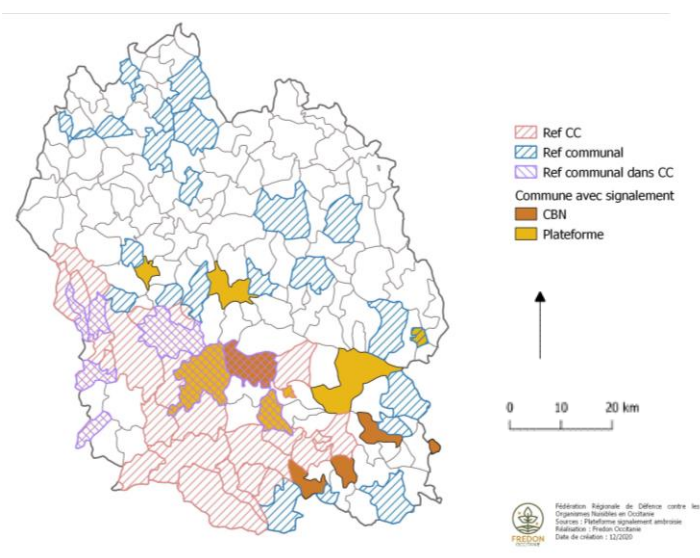 Ref CC
Ref communal
Ref communal dans CC
Commune avec signalement
CBN
Plateforme
0 10 20 km
Fédération Régionale de Défence contre les
Organismes Nuisibles en Occitanie
Sources : Plateforme signalement ambroisie
Réalisation : Fredon Occitanie
Date de création : 12/2020
FREDON
OCCITANIE